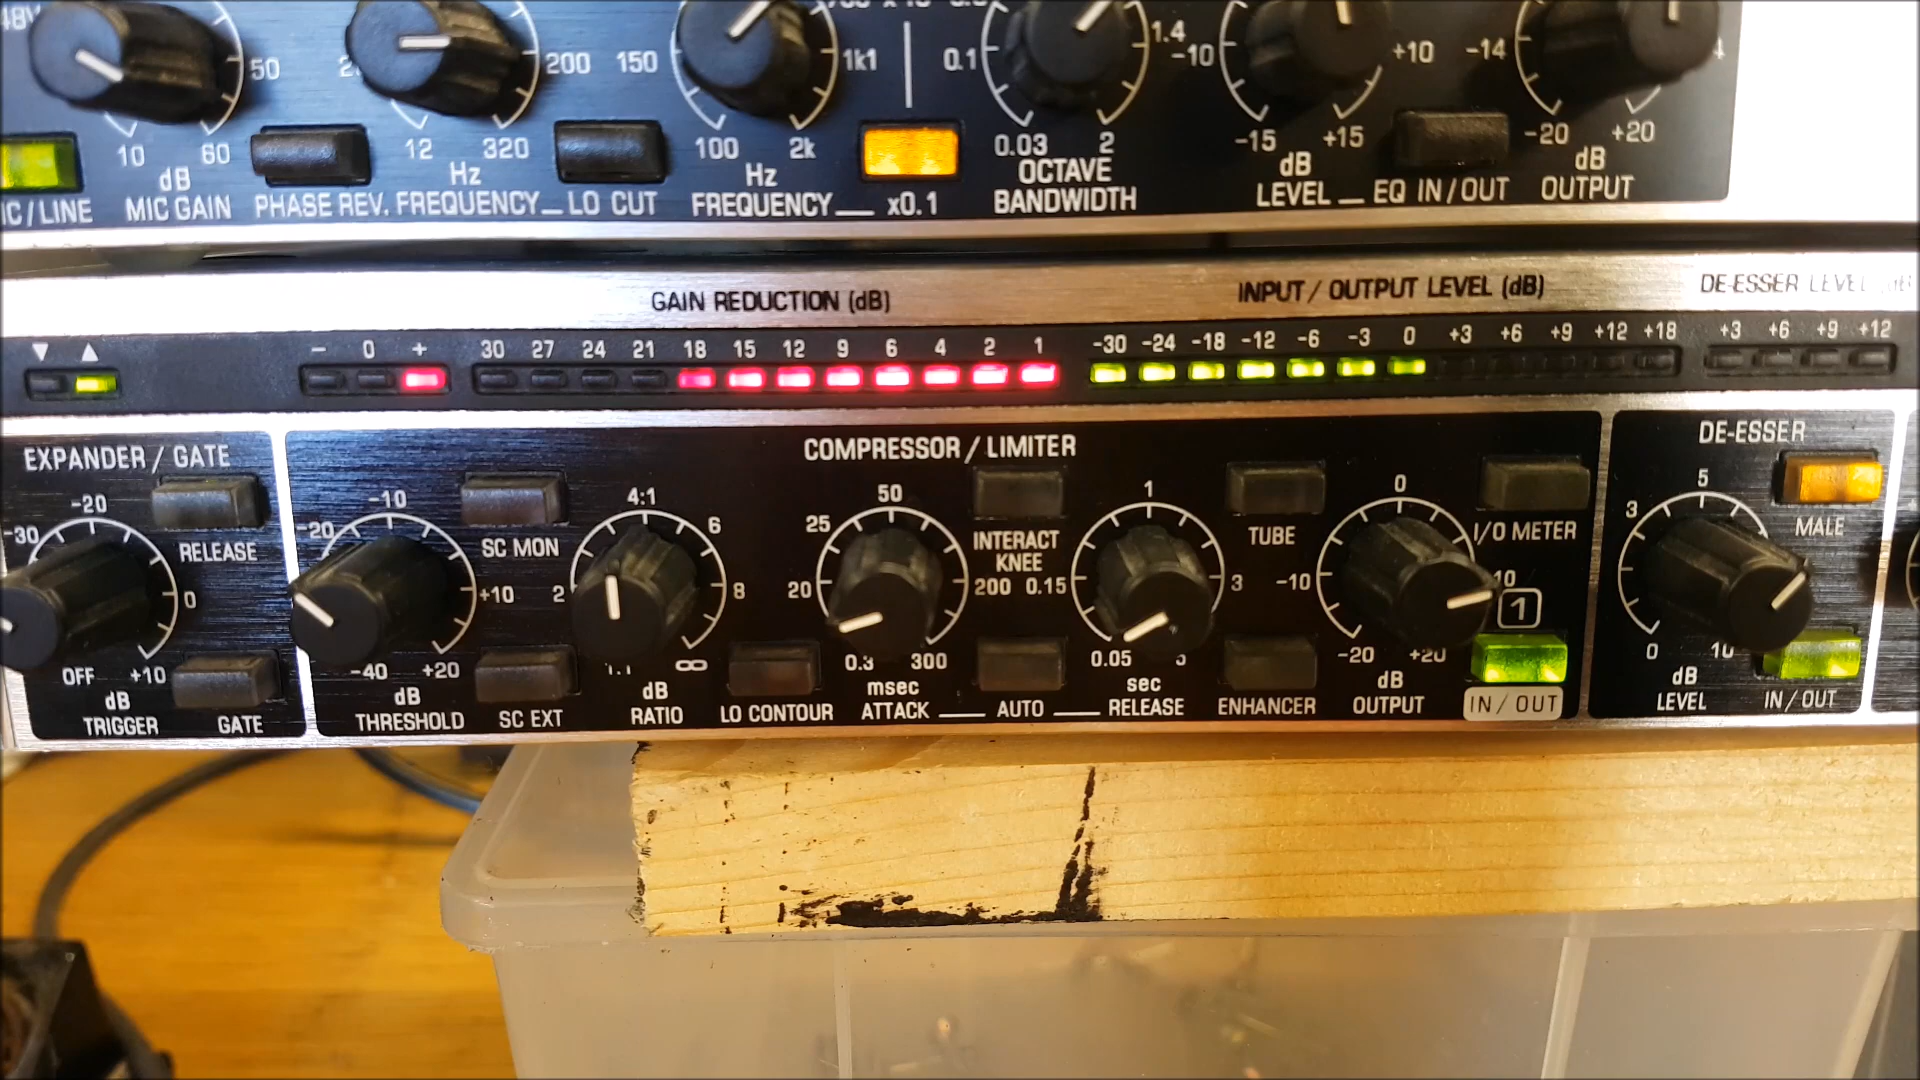 48V
50
200
150
1k1
0.1
1.4
-10
+10
-14
4
10
60
12
320
100
2k
0.03
2
-15
+15
-20
+20
dB
Hz
Hz
OCTAVE
dB
dB
IC / LINE
MIC GAIN
PHASE REV.
FREQUENCY
LO CUT
FREQUENCY
x0.1
BANDWIDTH
LEVEL
EQ IN / OUT
OUTPUT
GAIN REDUCTION (dB)
INPUT / OUTPUT LEVEL (dB)
DE-ESSER LEVEL (dB
- 0 + 30 27 24 21 18 15 12 9 6 4 2 1
-30 -24 -18 -12 -6 -3 0 +3 +6 +9 +12 +18
+3 +6 +9 +12
EXPANDER / GATE
-30
-20
0
OFF
+10
dB
TRIGGER
RELEASE
GATE
COMPRESSOR / LIMITER
-20
-10
+10
-40
+20
dB
THRESHOLD
SC MON
SC EXT
4:1
6
2
8
1:1
∞
dB
RATIO
LO CONTOUR
50
25
20
200
0.3
300
msec
ATTACK
INTERACT
KNEE
AUTO
1
0.15
3
0.05
5
sec
RELEASE
TUBE
ENHANCER
0
-10
10
-20
+20
dB
OUTPUT
I/O METER
1
IN / OUT
DE-ESSER
5
3
0
10
dB
LEVEL
MALE
IN / OUT